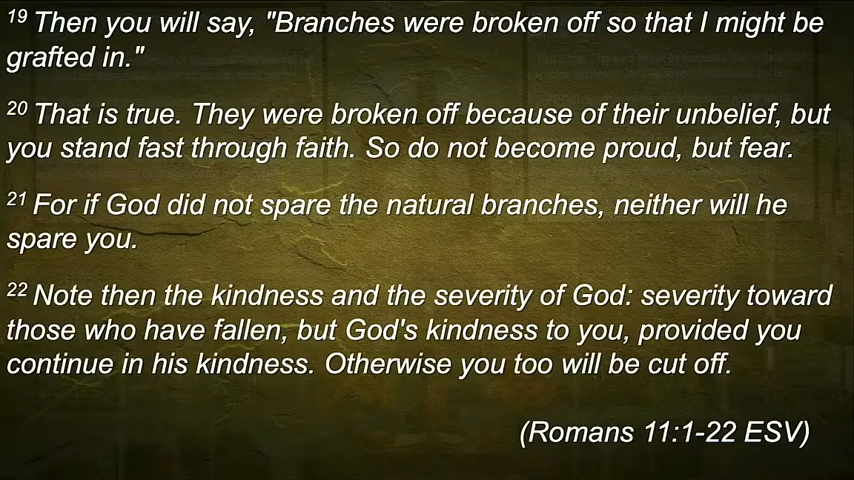 19 Then you will say, "Branches were broken off so that I might be
grafted in."
20 That is true. They were broken off because of their unbelief, but
you stand fast through faith. So do not become proud, but fear.
21 For if God did not spare the natural branches, neither will he
spare you.
22 Note then the kindness and the severity of God: severity toward
those who have fallen, but God's kindness to you, provided you
continue in his kindness. Otherwise you too will be cut off.
(Romans 11:1-22 ESV)